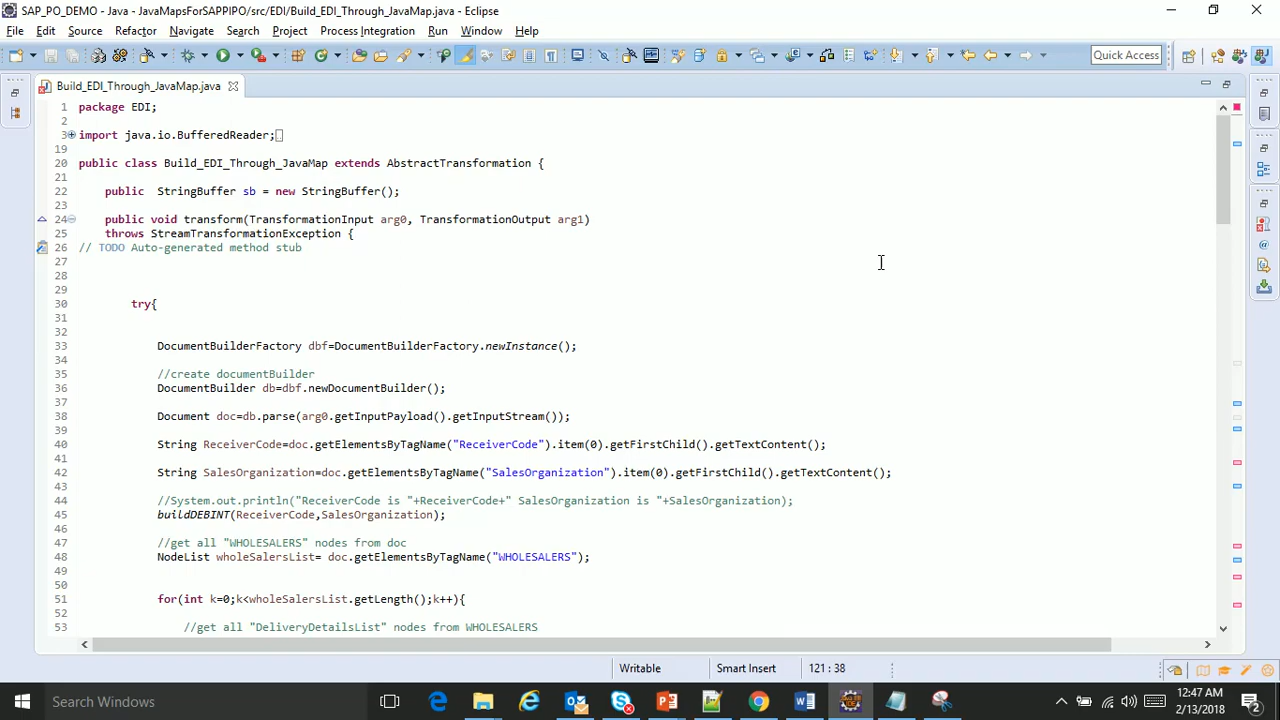 SAP_PO_DEMO - Java - JavaMapsForSAPPIPO/src/EDI/Build_EDI_Through_JavaMap.java - Eclipse
File Edit Source Refactor Navigate Search Project Process Integration Run Window Help
Quick Access
Build_EDI_Through_JavaMap.java
1 package EDI;
2
3 import java.io.BufferedReader;
19
20 public class Build_EDI_Through_JavaMap extends AbstractTransformation {
21
22 public  StringBuffer sb = new StringBuffer();
23
24 public void transform(TransformationInput arg0, TransformationOutput arg1)
25 throws StreamTransformationException {
26 // TODO Auto-generated method stub
27
28
29
30 try{
31
32
33 DocumentBuilderFactory dbf=DocumentBuilderFactory.newInstance();
34
35 //create documentBuilder
36 DocumentBuilder db=dbf.newDocumentBuilder();
37
38 Document doc=db.parse(arg0.getInputPayload().getInputStream());
39
40 String ReceiverCode=doc.getElementsByTagName("ReceiverCode").item(0).getFirstChild().getTextContent();
41
42 String SalesOrganization=doc.getElementsByTagName("SalesOrganization").item(0).getFirstChild().getTextContent();
43
44 //System.out.println("ReceiverCode is "+ReceiverCode+" SalesOrganization is "+SalesOrganization);
45 buildDEBINT(ReceiverCode,SalesOrganization);
46
47 //get all "WHOLESALERS" nodes from doc
48 NodeList wholeSalersList= doc.getElementsByTagName("WHOLESALERS");
49
50
51 for(int k=0;k<wholeSalersList.getLength();k++){
52
53 //get all "DeliveryDetailsList" nodes from WHOLESALERS
Writable Smart Insert 121 : 38
Search Windows
12:47 AM
2/13/2018
2